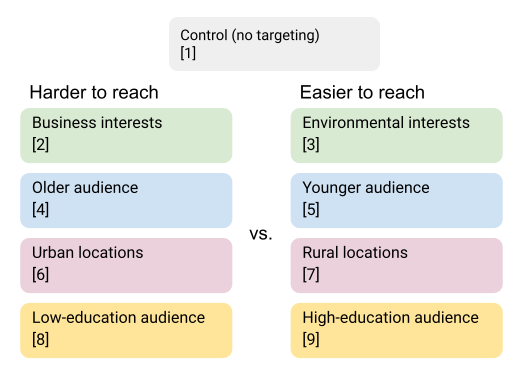 Control (no targeting)
[1]
Harder to reach
Easier to reach
Business interests
[2]
Environmental interests
[3]
Older audience
[4]
Younger audience
[5]
vs.
Urban locations
[6]
Rural locations
[7]
Low-education audience
[8]
High-education audience
[9]